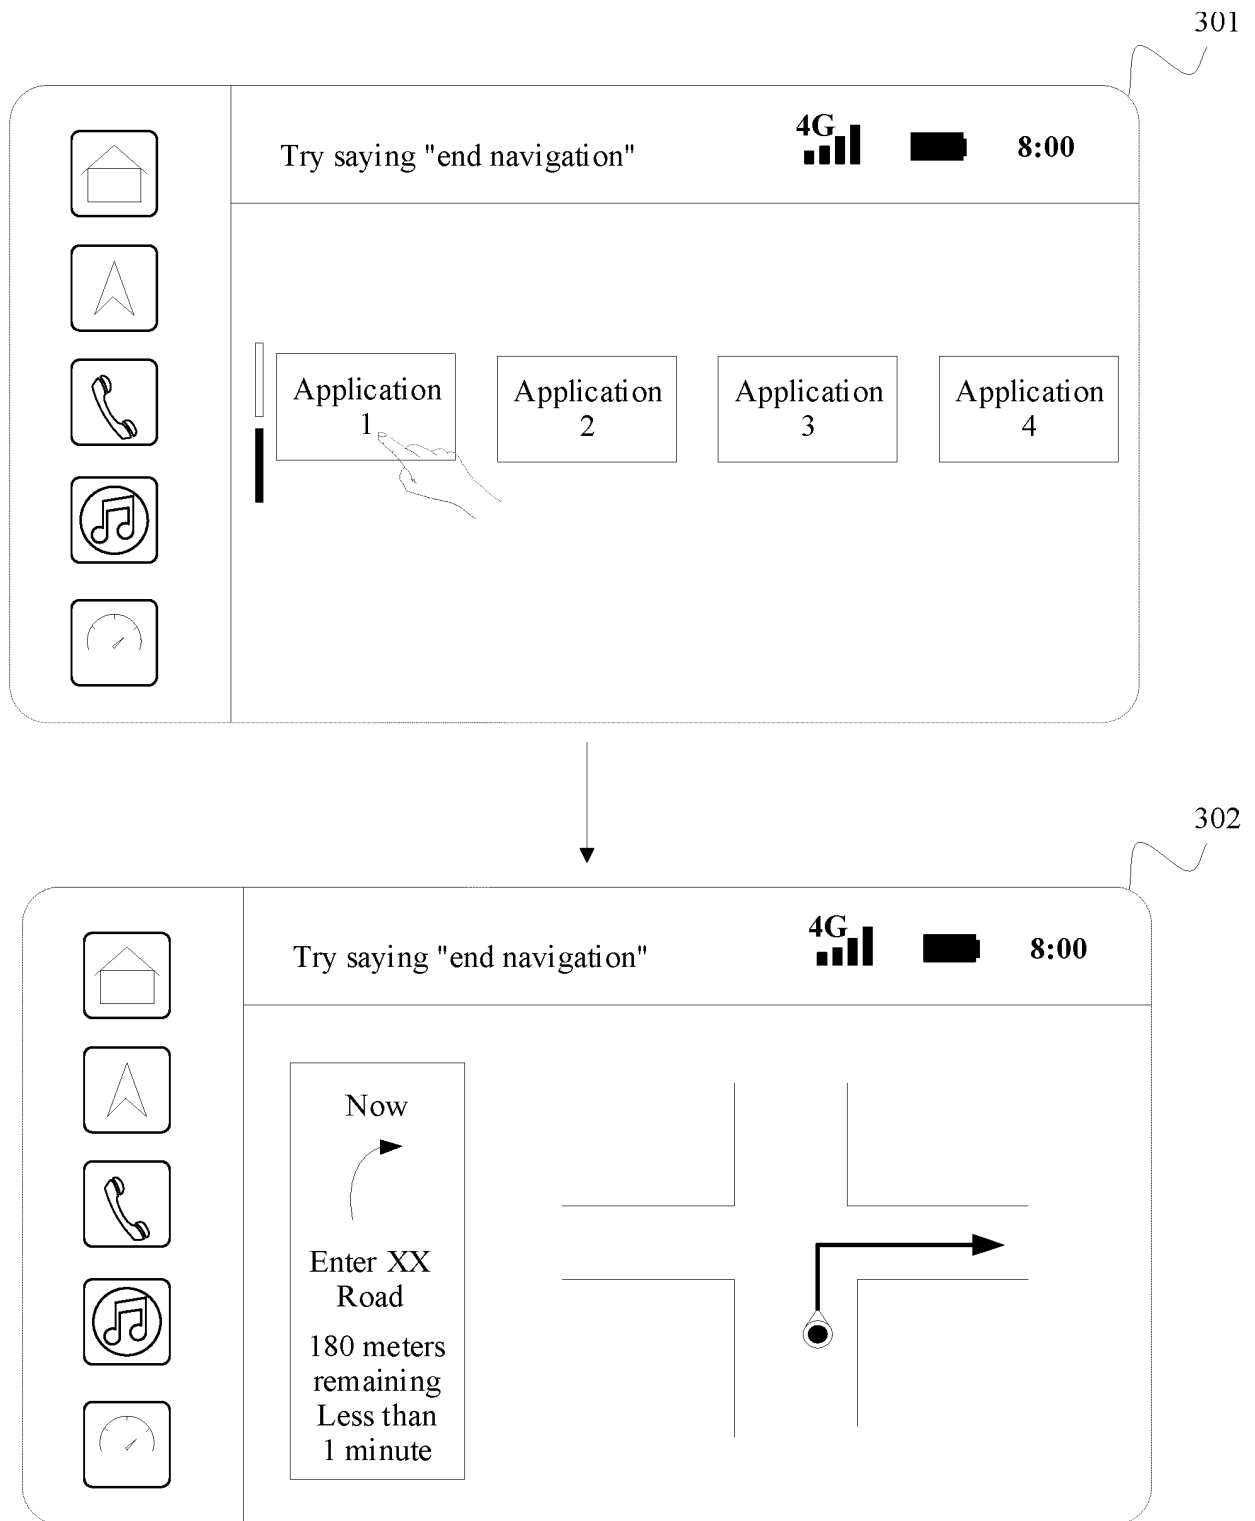 301
4G
Try saying "end navigation"
8:00
Application
1
Application
2
Application
3
Application
4
302
4G
Try saying "end navigation"
8:00
Now
Enter XX
Road
180 meters
remaining
Less than
1 minute